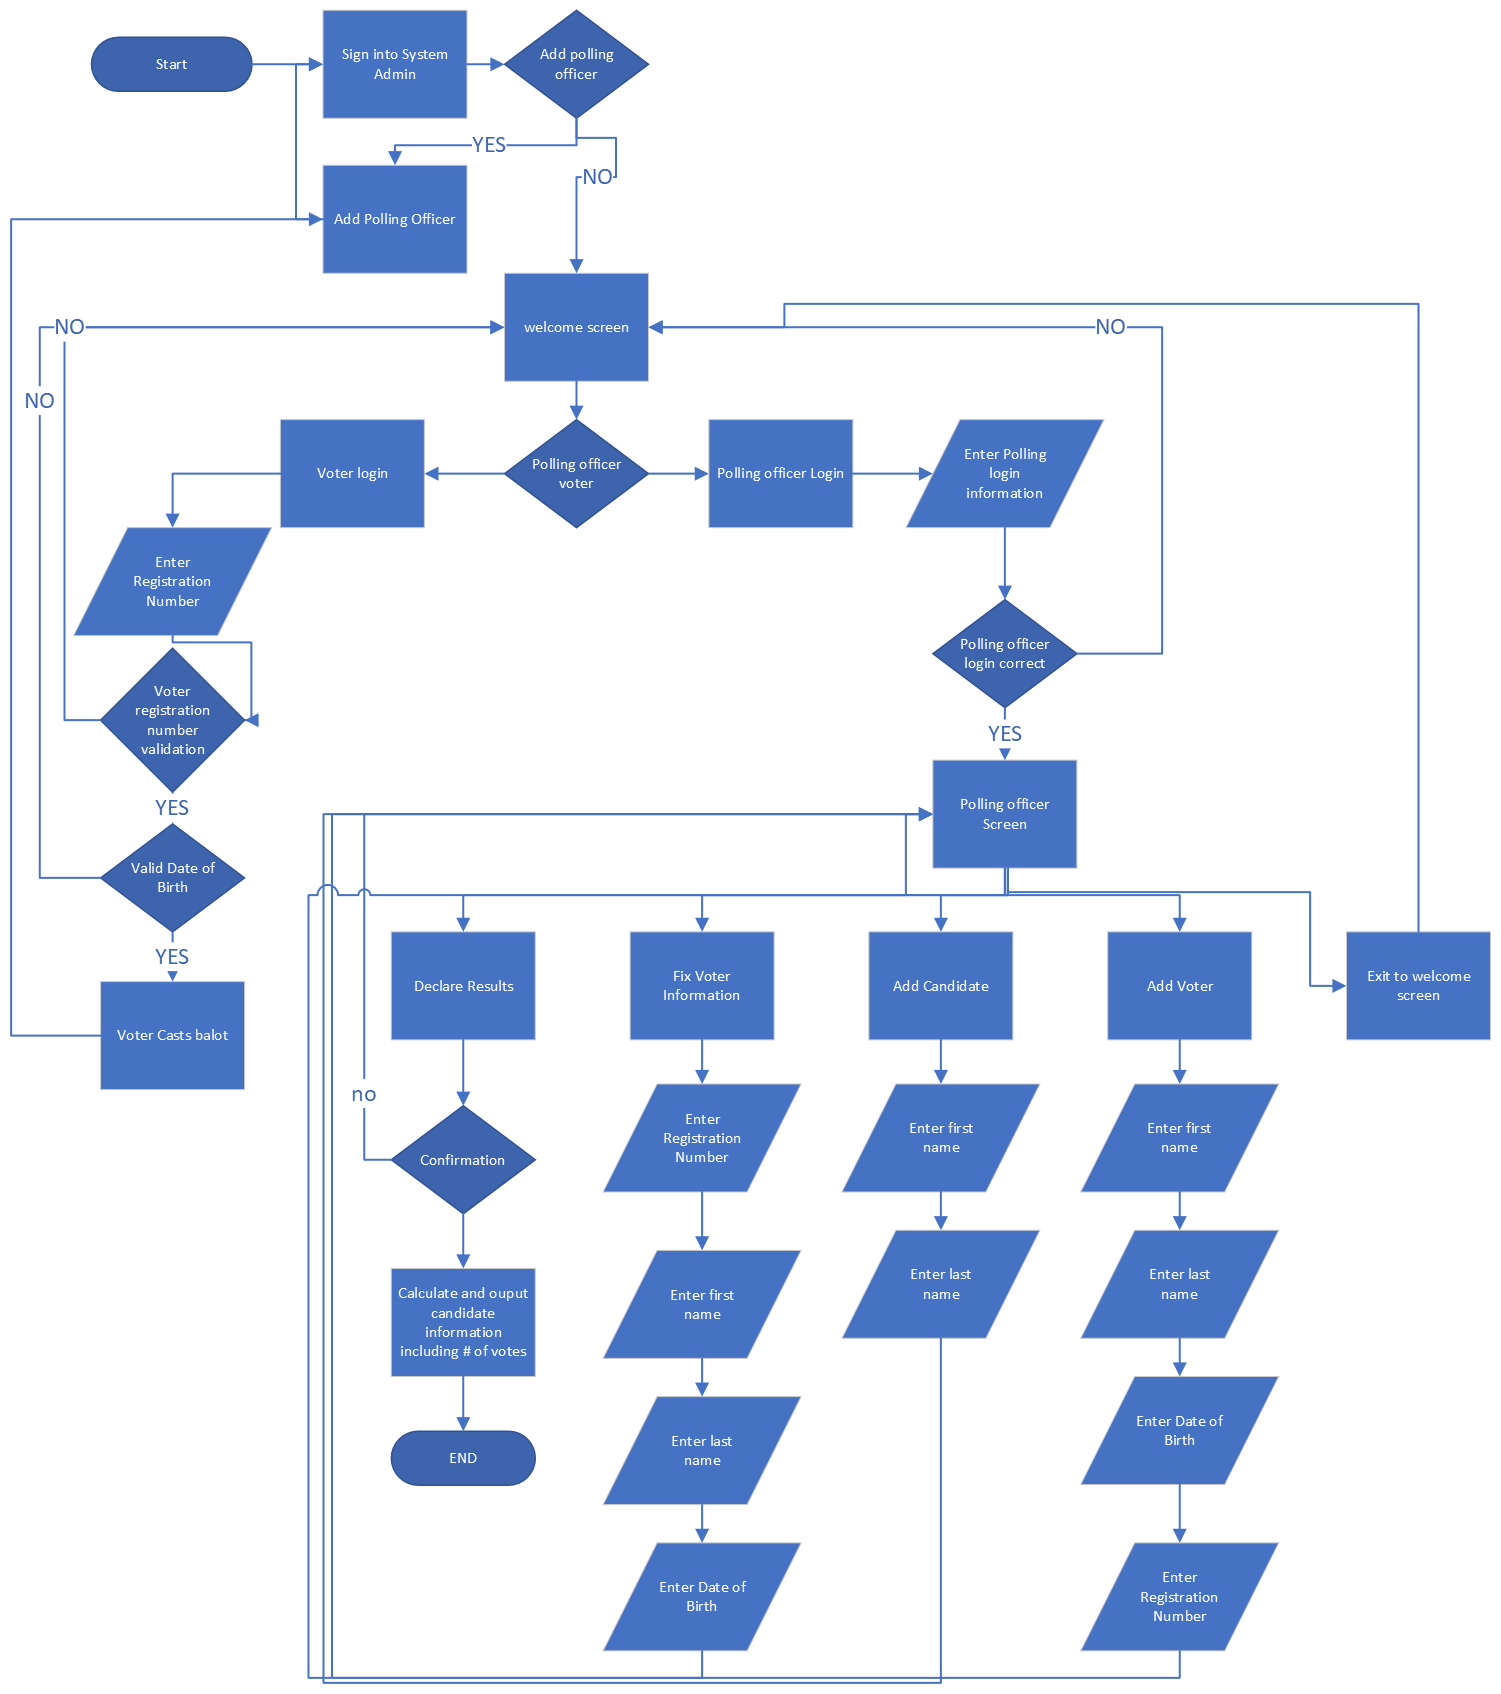 Start
Sign into System
Admin
Add polling
officer
YES
NO
Add Polling Officer
welcome screen
NO
NO
NO
Voter login
Polling officer
voter
Polling officer Login
Enter Polling
login
information
Enter
Registration
Number
Voter
registration
number
validation
Polling officer
login correct
YES
YES
Polling officer
Screen
Valid Date of
Birth
YES
Voter Casts balot
Declare Results
Fix Voter
Information
Add Candidate
Add Voter
Exit to welcome
screen
no
Confirmation
Enter
Registration
Number
Enter first
name
Enter first
name
Calculate and ouput
candidate
information
including # of votes
Enter first
name
Enter last
name
Enter last
name
END
Enter last
name
Enter Date of
Birth
Enter Date of
Birth
Enter
Registration
Number